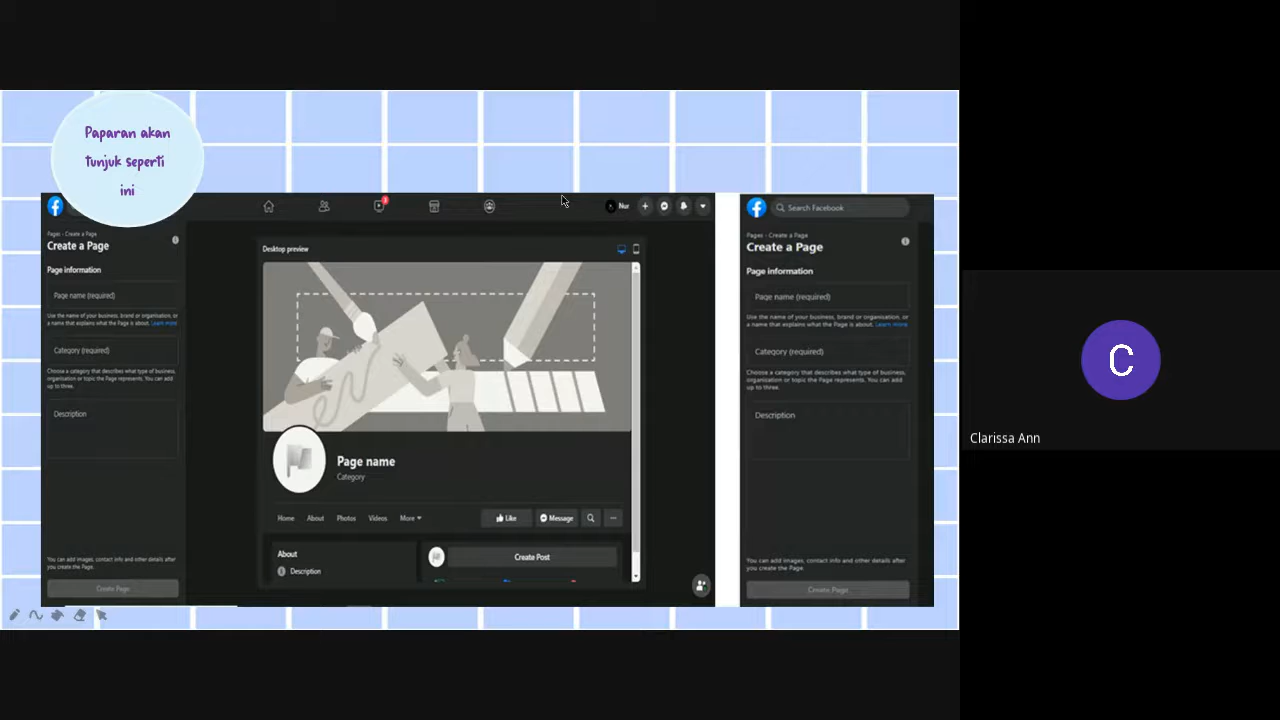 Paparan akan
tunjuk seperti
ini
Nur
Pages › Create a Page
Create a Page
Page information
Page name (required)
Use the name of your business, brand or organisation, or
a name that explains what the Page is about. Learn more
Category (required)
Choose a category that describes what type of business,
organisation or topic the Page represents. You can add
up to three.
Description
You can add images, contact info and other details after
you create the Page.
Create Page
Desktop preview
Page name
Category
Home About Photos Videos More Like Message
About
Description
Create Post
Search Facebook
Pages › Create a Page
Create a Page
Page information
Page name (required)
Use the name of your business, brand or organisation, or
a name that explains what the Page is about. Learn more
Category (required)
Choose a category that describes what type of business,
organisation or topic the Page represents. You can add
up to three.
Description
You can add images, contact info and other details after
you create the Page.
Create Page
C
Clarissa Ann